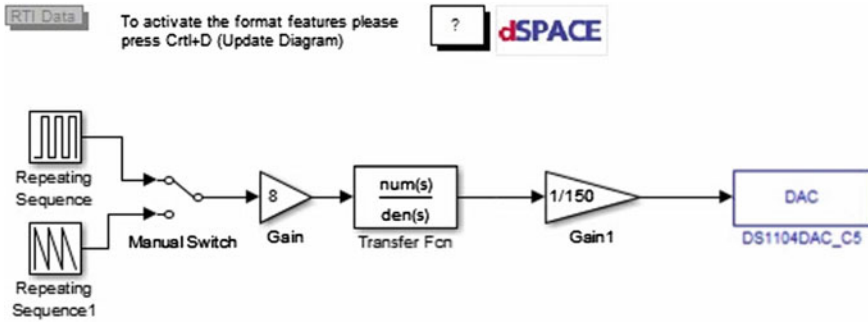 RTI Data
To activate the format features please
press Crtl+D (Update Diagram)
?
dSPACE
Repeating
Sequence
Repeating
Sequence1
Manual Switch
8
Gain
num(s)
den(s)
Transfer Fcn
1/150
Gain1
DAC
DS1104DAC_C5